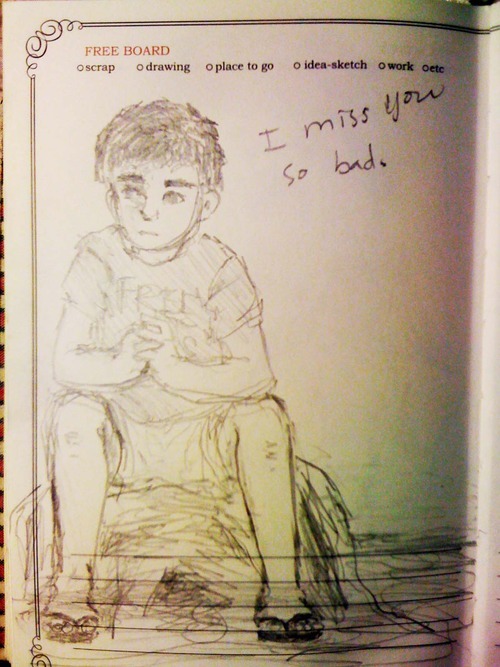 FREE BOARD
scrap drawing place to go idea-sketch work etc
I miss you
so bad.